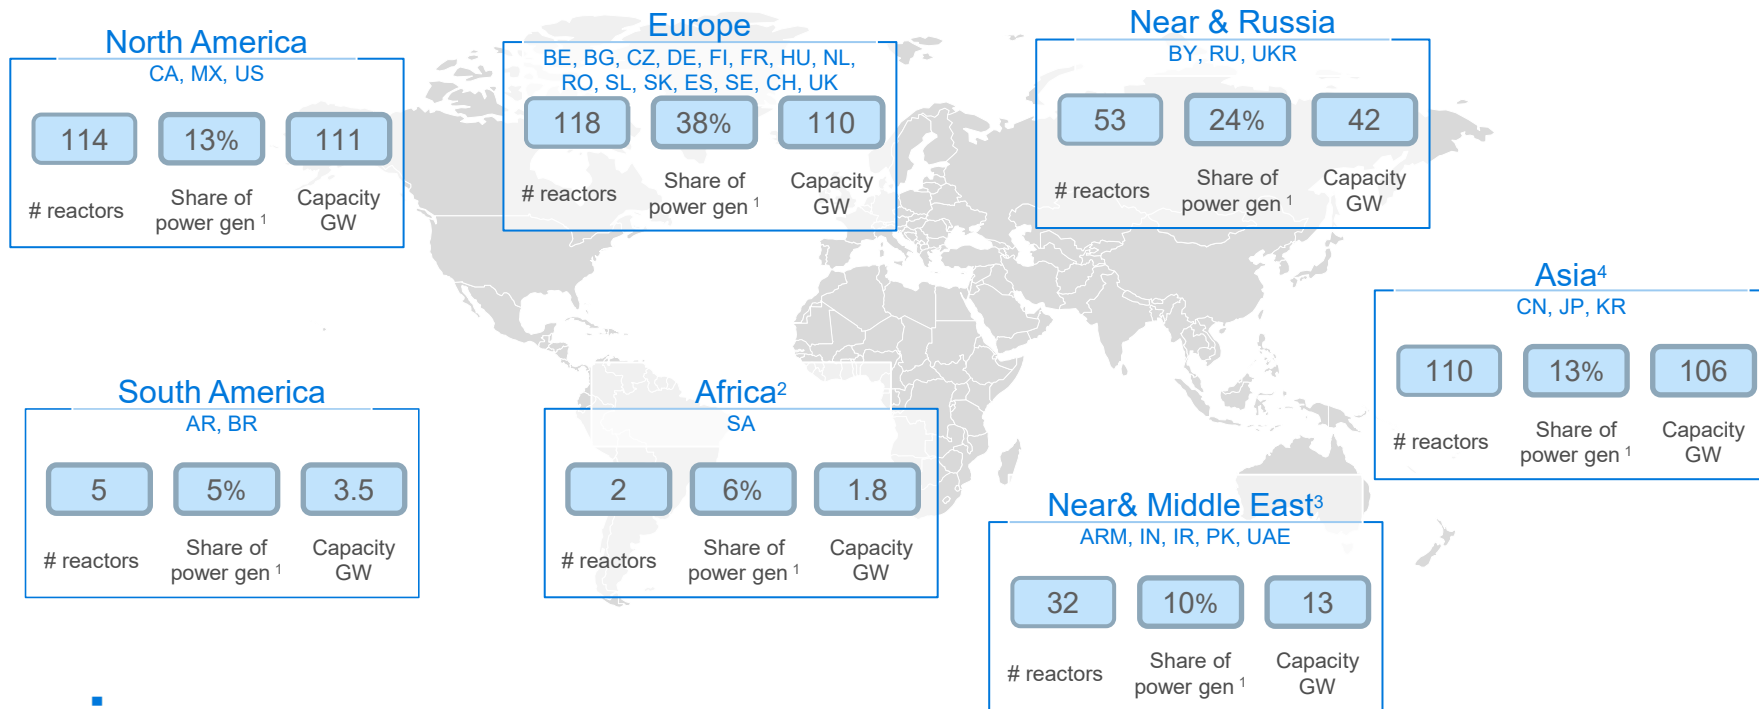 North America
CA, MX, US
114
13%
111
# reactors
Share of
power gen 1
Capacity
GW
Europe
BE, BG, CZ, DE, FI, FR, HU, NL,
RO, SL, SK, ES, SE, CH, UK
118
38%
110
# reactors
Share of
power gen 1
Capacity
GW
Near & Russia
BY, RU, UKR
53
24%
42
# reactors
Share of
power gen 1
Capacity
GW
Asia4
CN, JP, KR
110
13%
106
# reactors
Share of
power gen 1
Capacity
GW
South America
AR, BR
5
5%
3.5
# reactors
Share of
power gen 1
Capacity
GW
Africa2
SA
2
6%
1.8
# reactors
Share of
power gen 1
Capacity
GW
Near& Middle East3
ARM, IN, IR, PK, UAE
32
10%
13
# reactors
Share of
power gen 1
Capacity
GW